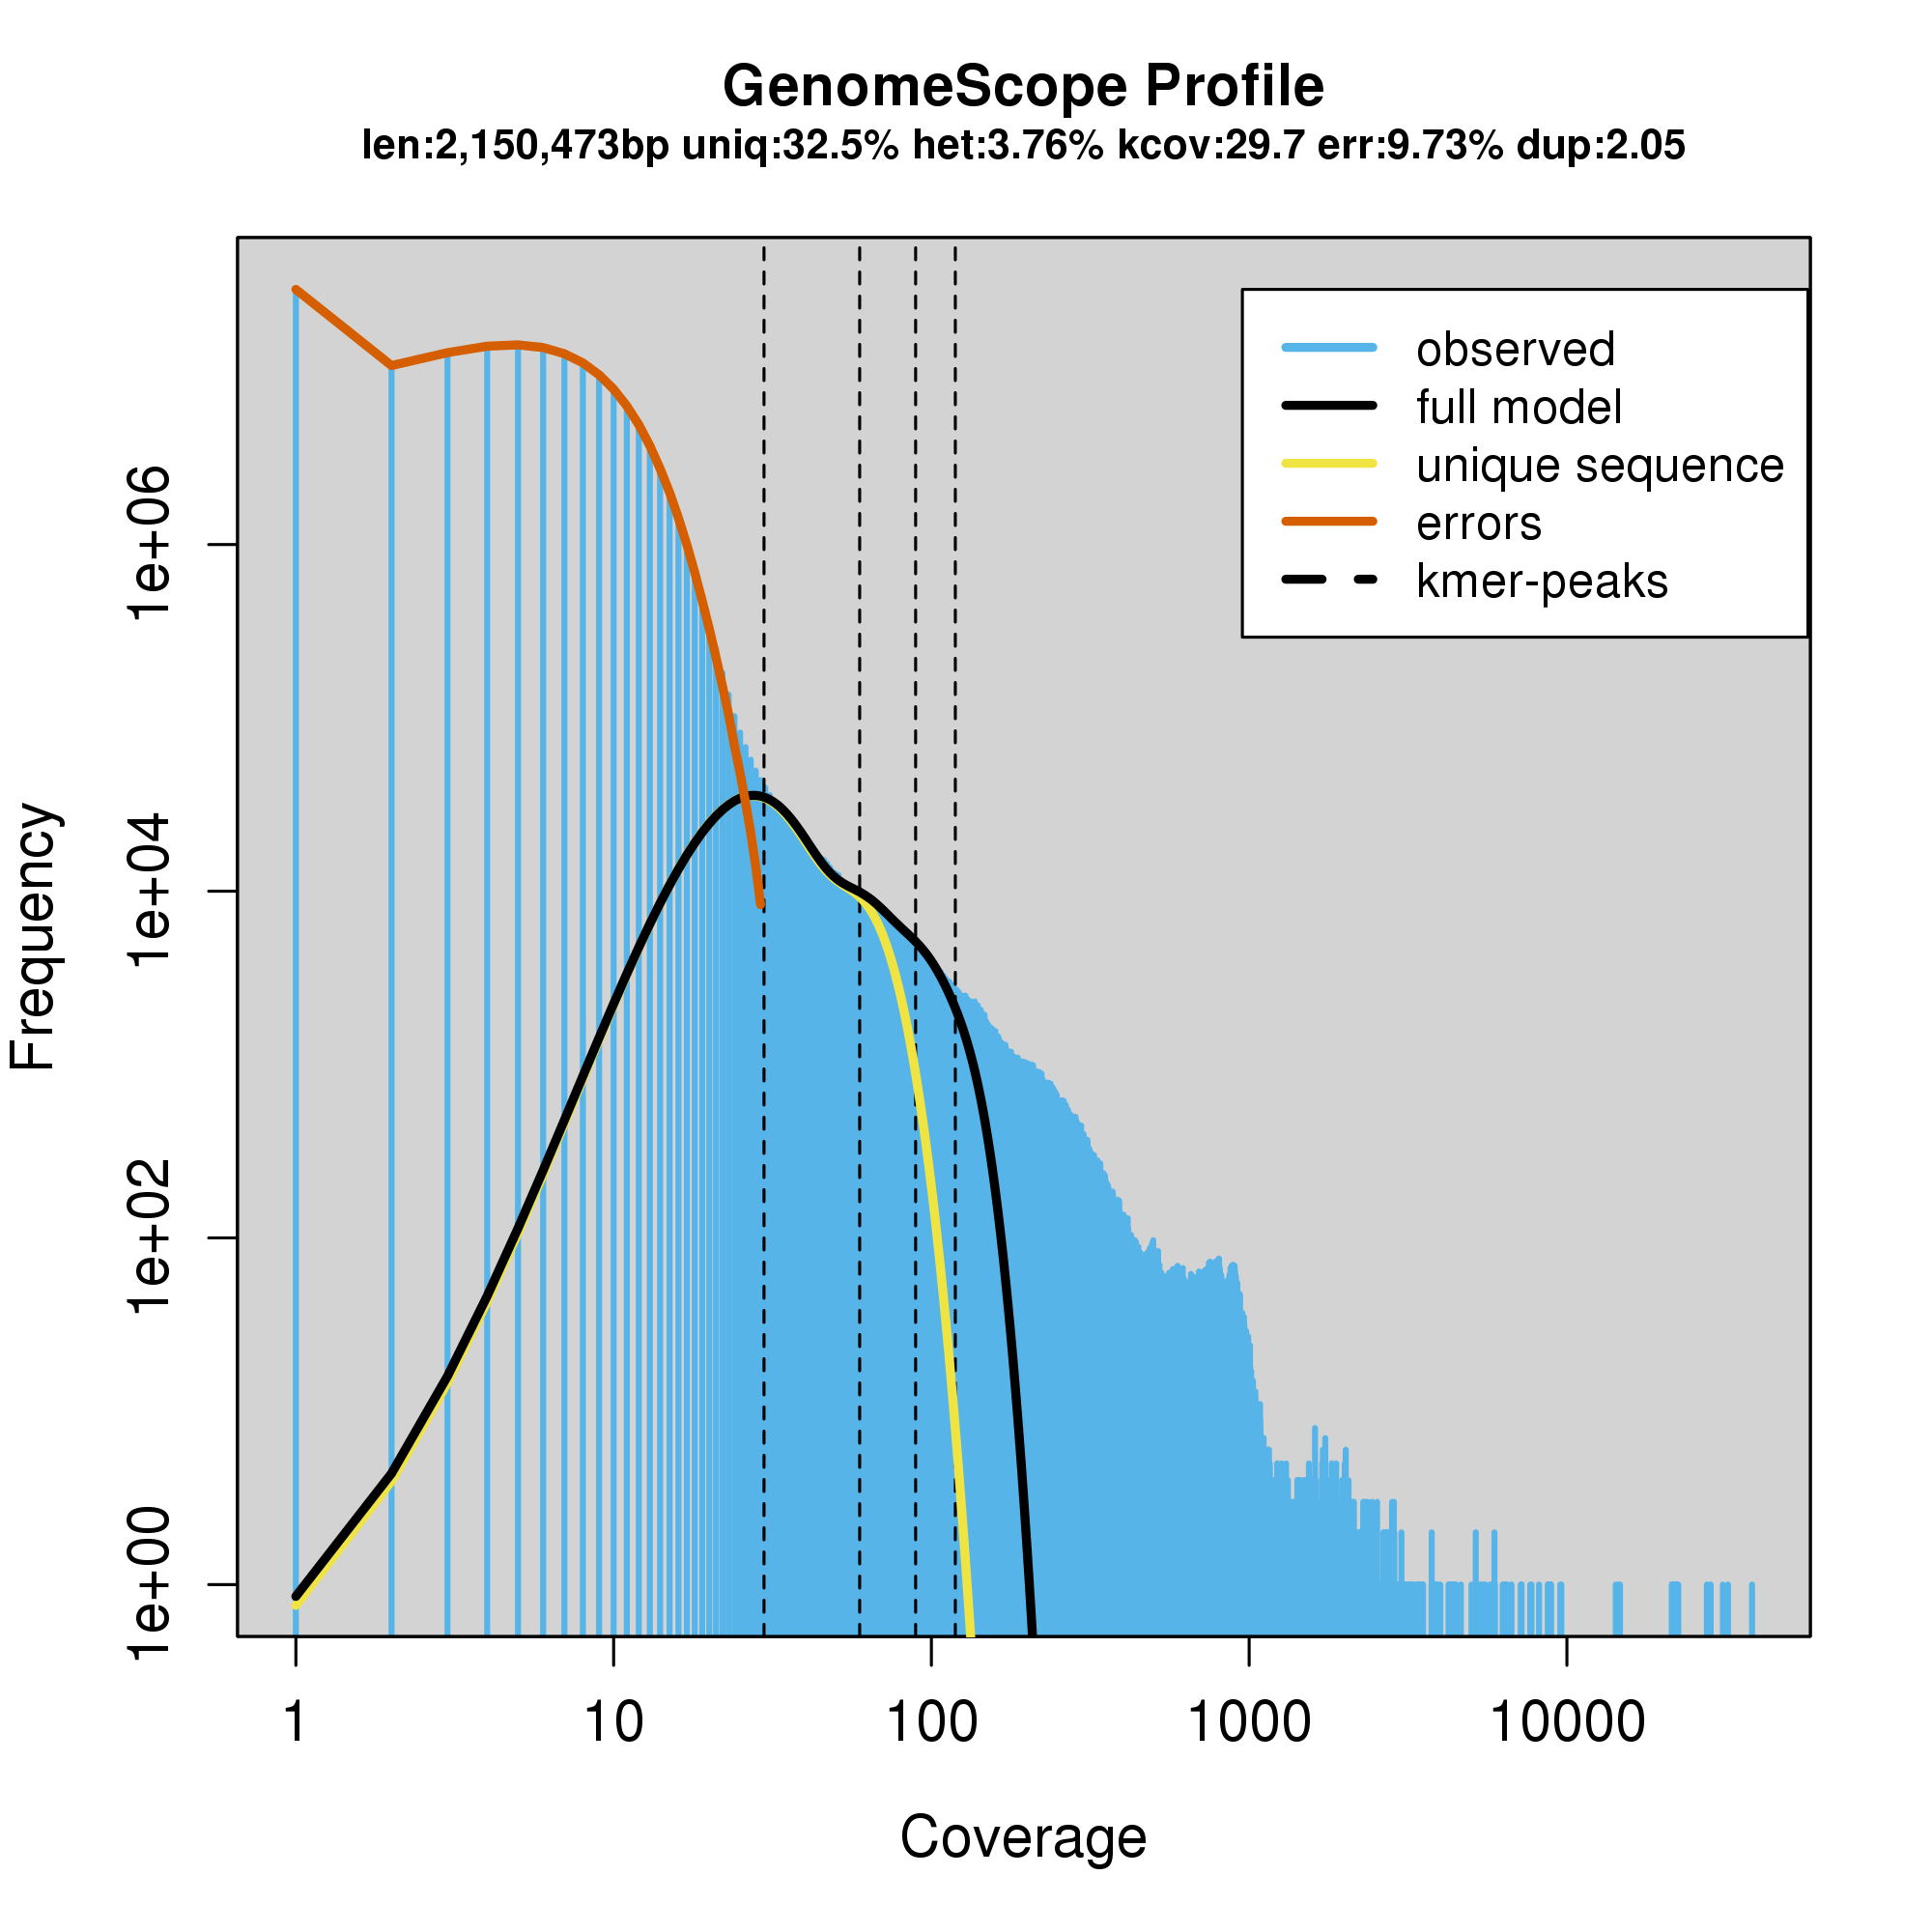 GenomeScope Profile
len:2,150,473bp uniq:32.5% het:3.76% kcov:29.7 err:9.73% dup:2.05
observed
full model
unique sequence
errors
kmer-peaks
Frequency
1e+06
1e+04
1e+02
1e+00
1 10 100 1000 10000
Coverage